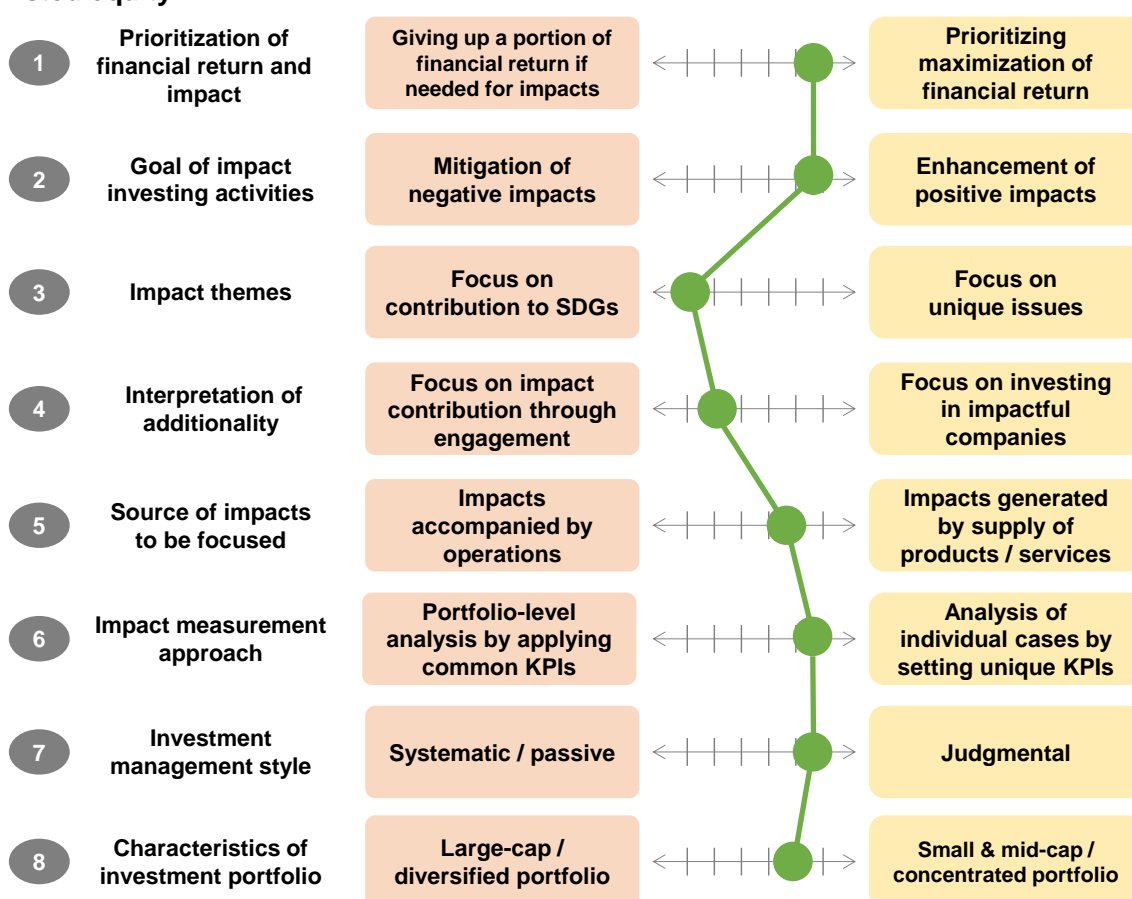 1
Prioritization of
financial return and
impact
Giving up a portion of
financial return if
needed for impacts
Prioritizing
maximization of
financial return
2
Goal of impact
investing activities
Mitigation of
negative impacts
Enhancement of
positive impacts
3
Impact themes
Focus on
contribution to SDGs
Focus on
unique issues
4
Interpretation of
additionality
Focus on impact
contribution through
engagement
Focus on investing
in impactful
companies
5
Source of impacts
to be focused
Impacts
accompanied by
operations
Impacts generated
by supply of
products / services
6
Impact measurement
approach
Portfolio-level
analysis by applying
common KPIs
Analysis of
individual cases by
setting unique KPIs
7
Investment
management style
Systematic / passive
Judgmental
8
Characteristics of
investment portfolio
Large-cap /
diversified portfolio
Small & mid-cap /
concentrated portfolio